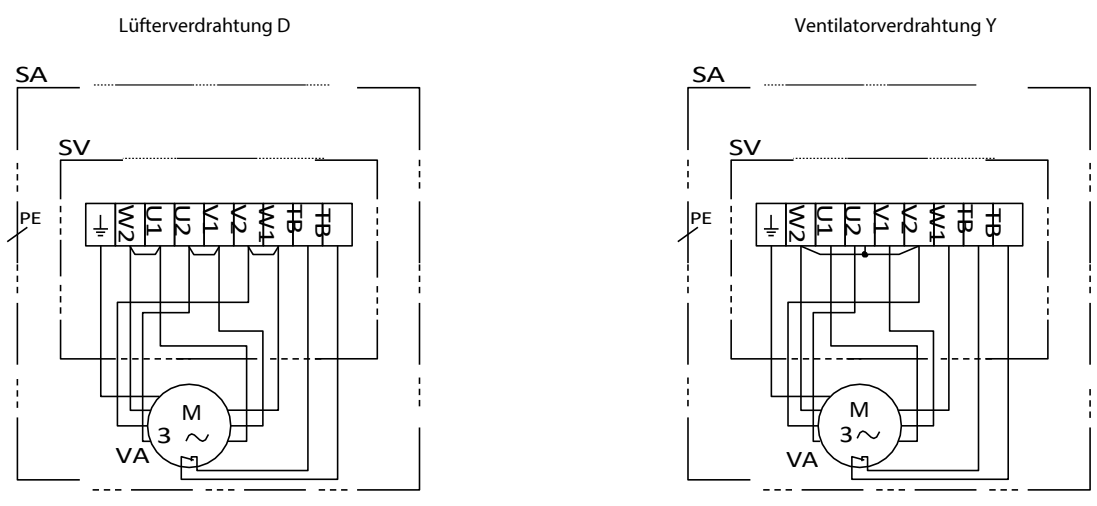 Lüfterverdrahtung D
SA
SV
PE
W2 U1 U2 V1 V2 W1 TB TB
M
3 ~
VA
Ventilatorverdrahtung Y
SA
SV
PE
W2 U1 U2 V1 V2 W1 TB TB
M
3~
VA